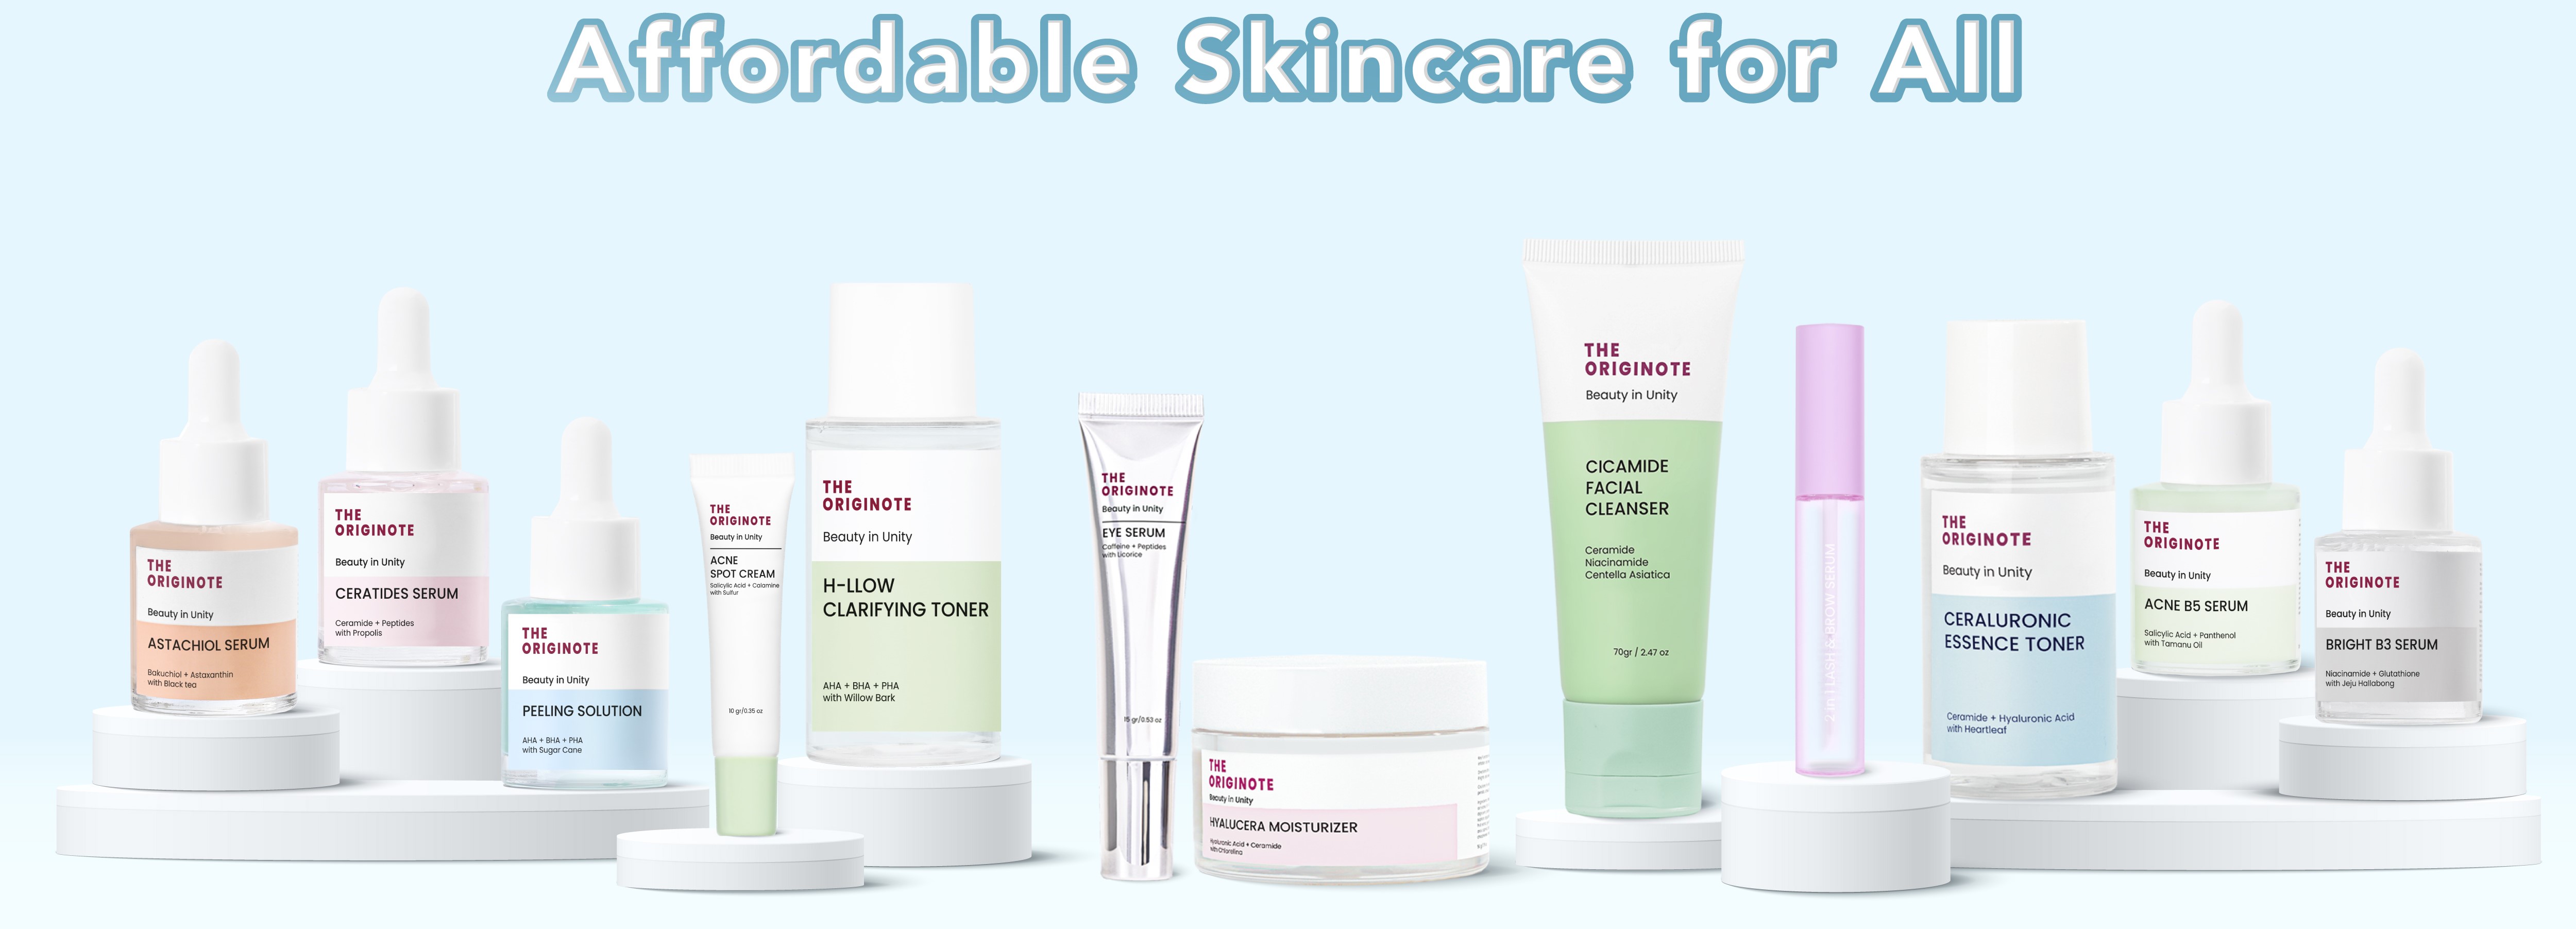 Affordable Skincare for All
THE
ORIGINOTE
Beauty in Unity
ASTACHIOL SERUM
Bakuchiol + Astaxanthin
with Black tea
THE
ORIGINOTE
Beauty in Unity
CERATIDES SERUM
Ceramide + Peptides
with Propolis
THE
ORIGINOTE
Beauty in Unity
PEELING SOLUTION
AHA + BHA + PHA
with Sugar Cane
THE
ORIGINOTE
Beauty in Unity
ACNE
SPOT CREAM
Salicylic Acid + Calamine
with Sulfur
10 gr/0.35 oz
THE
ORIGINOTE
Beauty in Unity
H-LLOW
CLARIFYING TONER
AHA + BHA + PHA
with Willow Bark
THE
ORIGINOTE
Beauty in Unity
EYE SERUM
Caffeine + Peptides
with Licorice
15 gr/0.53 oz
THE
ORIGINOTE
Beauty in Unity
HYALUCERA MOISTURIZER
Hyaluronic Acid + Ceramide
with Chlorelina
THE
ORIGINOTE
Beauty in Unity
CICAMIDE
FACIAL
CLEANSER
Ceramide
Niacinamide
Centella Asiatica
70gr / 2.47 oz
2 in 1 LASH & BROW SERUM
THE
ORIGINOTE
Beauty in Unity
CERALURONIC
ESSENCE TONER
Ceramide + Hyaluronic Acid
with Heartleaf
THE
ORIGINOTE
Beauty in Unity
ACNE B5 SERUM
Salicylic Acid + Panthenol
with Tamanu Oil
THE
ORIGINOTE
Beauty in Unity
BRIGHT B3 SERUM
Niacinamide + Glutathione
with Jeju Hallabong